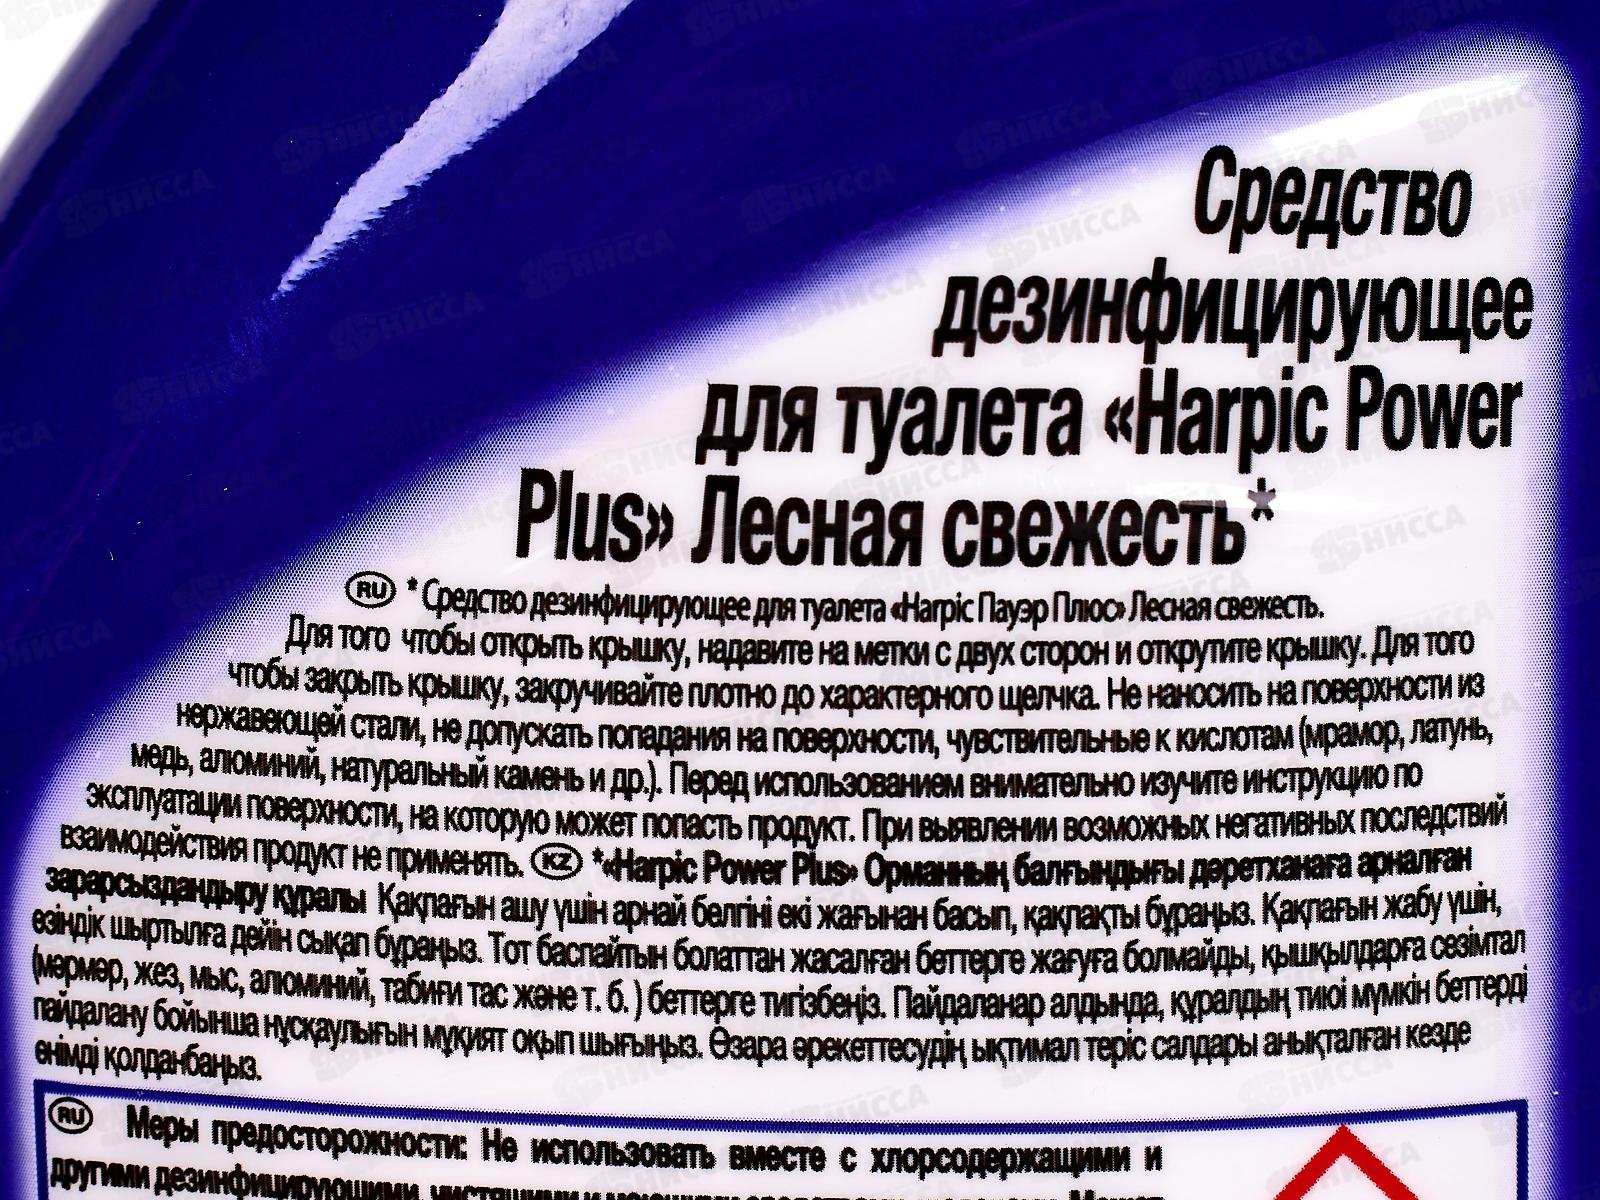 Средство
дезинфицирующее
для туалета «Harpic Power
Plus» Лесная свежесть*
RU * Средство дезинфицирующее для туалета «Harpic Пауэр Плюс» Лесная свежесть.
Для того чтобы открыть крышку, надавите на метки с двух сторон и открутите крышку. Для того
чтобы закрыть крышку, закручивайте плотно до характерного щелчка. Не наносить на поверхности из
нержавеющей стали, не допускать попадания на поверхности, чувствительные к кислотам (мрамор, латунь,
медь, алюминий, натуральный камень и др.). Перед использованием внимательно изучите инструкцию по
эксплуатации поверхности, на которую может попасть продукт. При выявлении возможных негативных последствий
взаимодействия продукт не применять. KZ *«Harpic Power Plus» Орманның балғындығы дәретханаға арналған
зарарсыздандыру құралы Қақпағын ашу үшін арнай белгіні екі жағынан басып, қақпақты бұраңыз. Қақпағын жабу үшін,
өзіндік шыртылға дейін сықап бұраңыз. Тот баспайтын болаттан жасалған беттерге жағуға болмайды, қышқылдарға сезімтал
(мәрмәр, жез, мыс, алюминий, табиғи тас және т. б. ) беттерге тигізбеңіз. Пайдаланар алдында, құралдың тиюі мүмкін беттерді
пайдалану бойынша нұсқаулығын мұқият оқып шығыңыз. Өзара әрекеттесудің ықтимал теріс салдары анықталған кезде
өнімді қолданбаңыз.
RU Меры предосторожности: Не использовать вместе с хлорсодержащими и
другими дезинфицирующими, чистящими и моющими